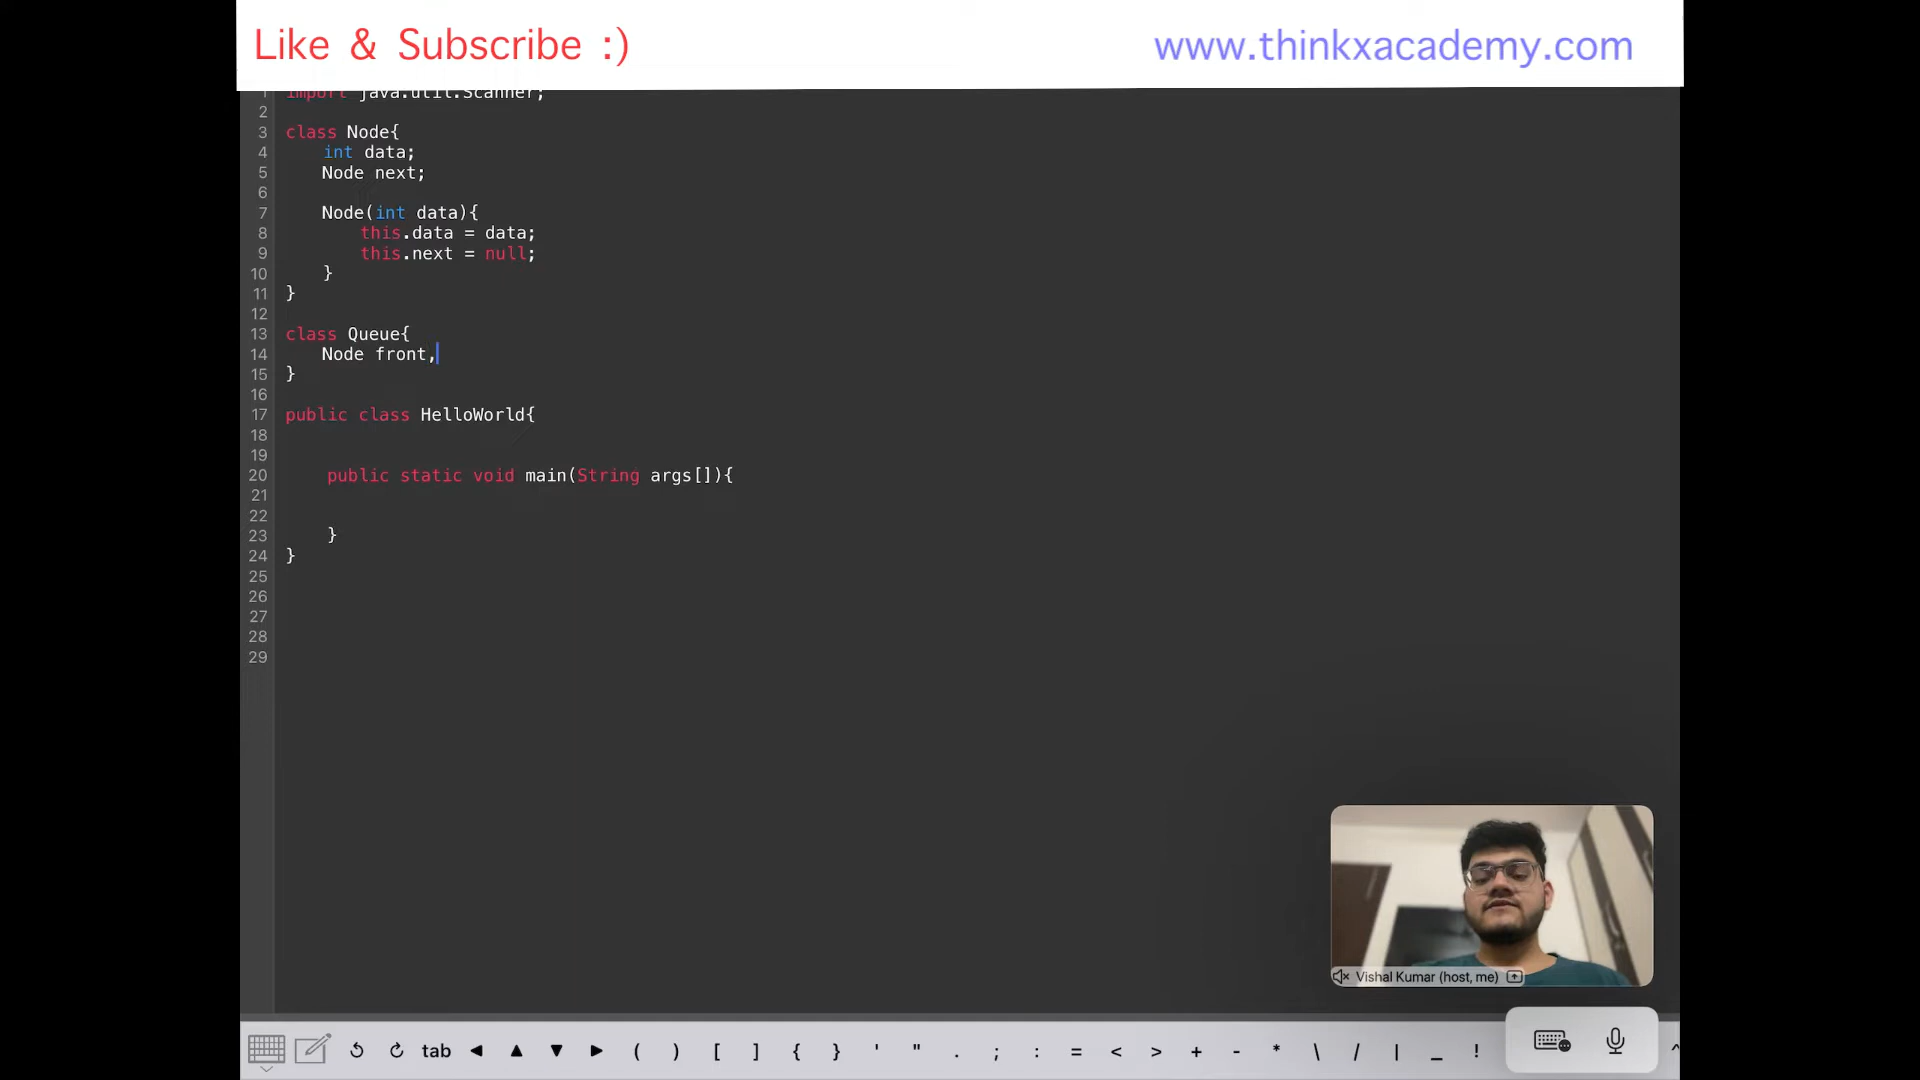 Like & Subscribe :)
www.thinkxacademy.com
1 import java.util.Scanner;
2
3 class Node{
4 int data;
5 Node next;
6
7 Node(int data){
8 this.data = data;
9 this.next = null;
10 }
11 }
12
13 class Queue{
14 Node front,
15 }
16
17 public class HelloWorld{
18
19
20 public static void main(String args[]){
21
22
23 }
24 }
25
26
27
28
29
Vishal Kumar (host, me)
tab ( ) [ ] { } ' " . ; : = < > + - * \ / | _ ! ^